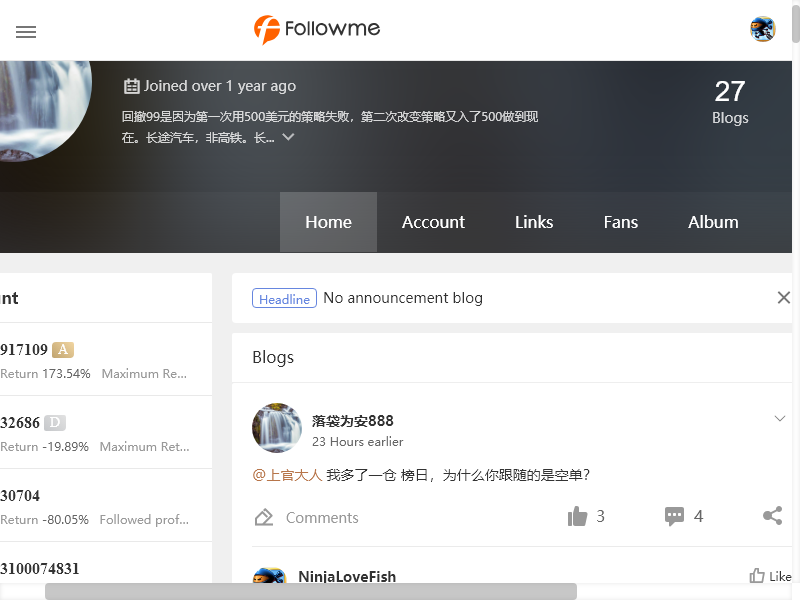 Followme
Joined over 1 year ago
回撤99是因为第一次用500美元的策略失败，第二次改变策略又入了500做到现
在。长途汽车，非高铁。长...
27
Blogs
Home
Account
Links
Fans
Album
nt
917109 A
Return 173.54% Maximum Re...
32686 D
Return -19.89% Maximum Ret...
30704
Return -80.05% Followed prof...
3100074831
Headline No announcement blog
Blogs
落袋为安888
23 Hours earlier
@上官大人 我多了一仓 榜日，为什么你跟随的是空单？
Comments
3
4
NinjaLoveFish
Like